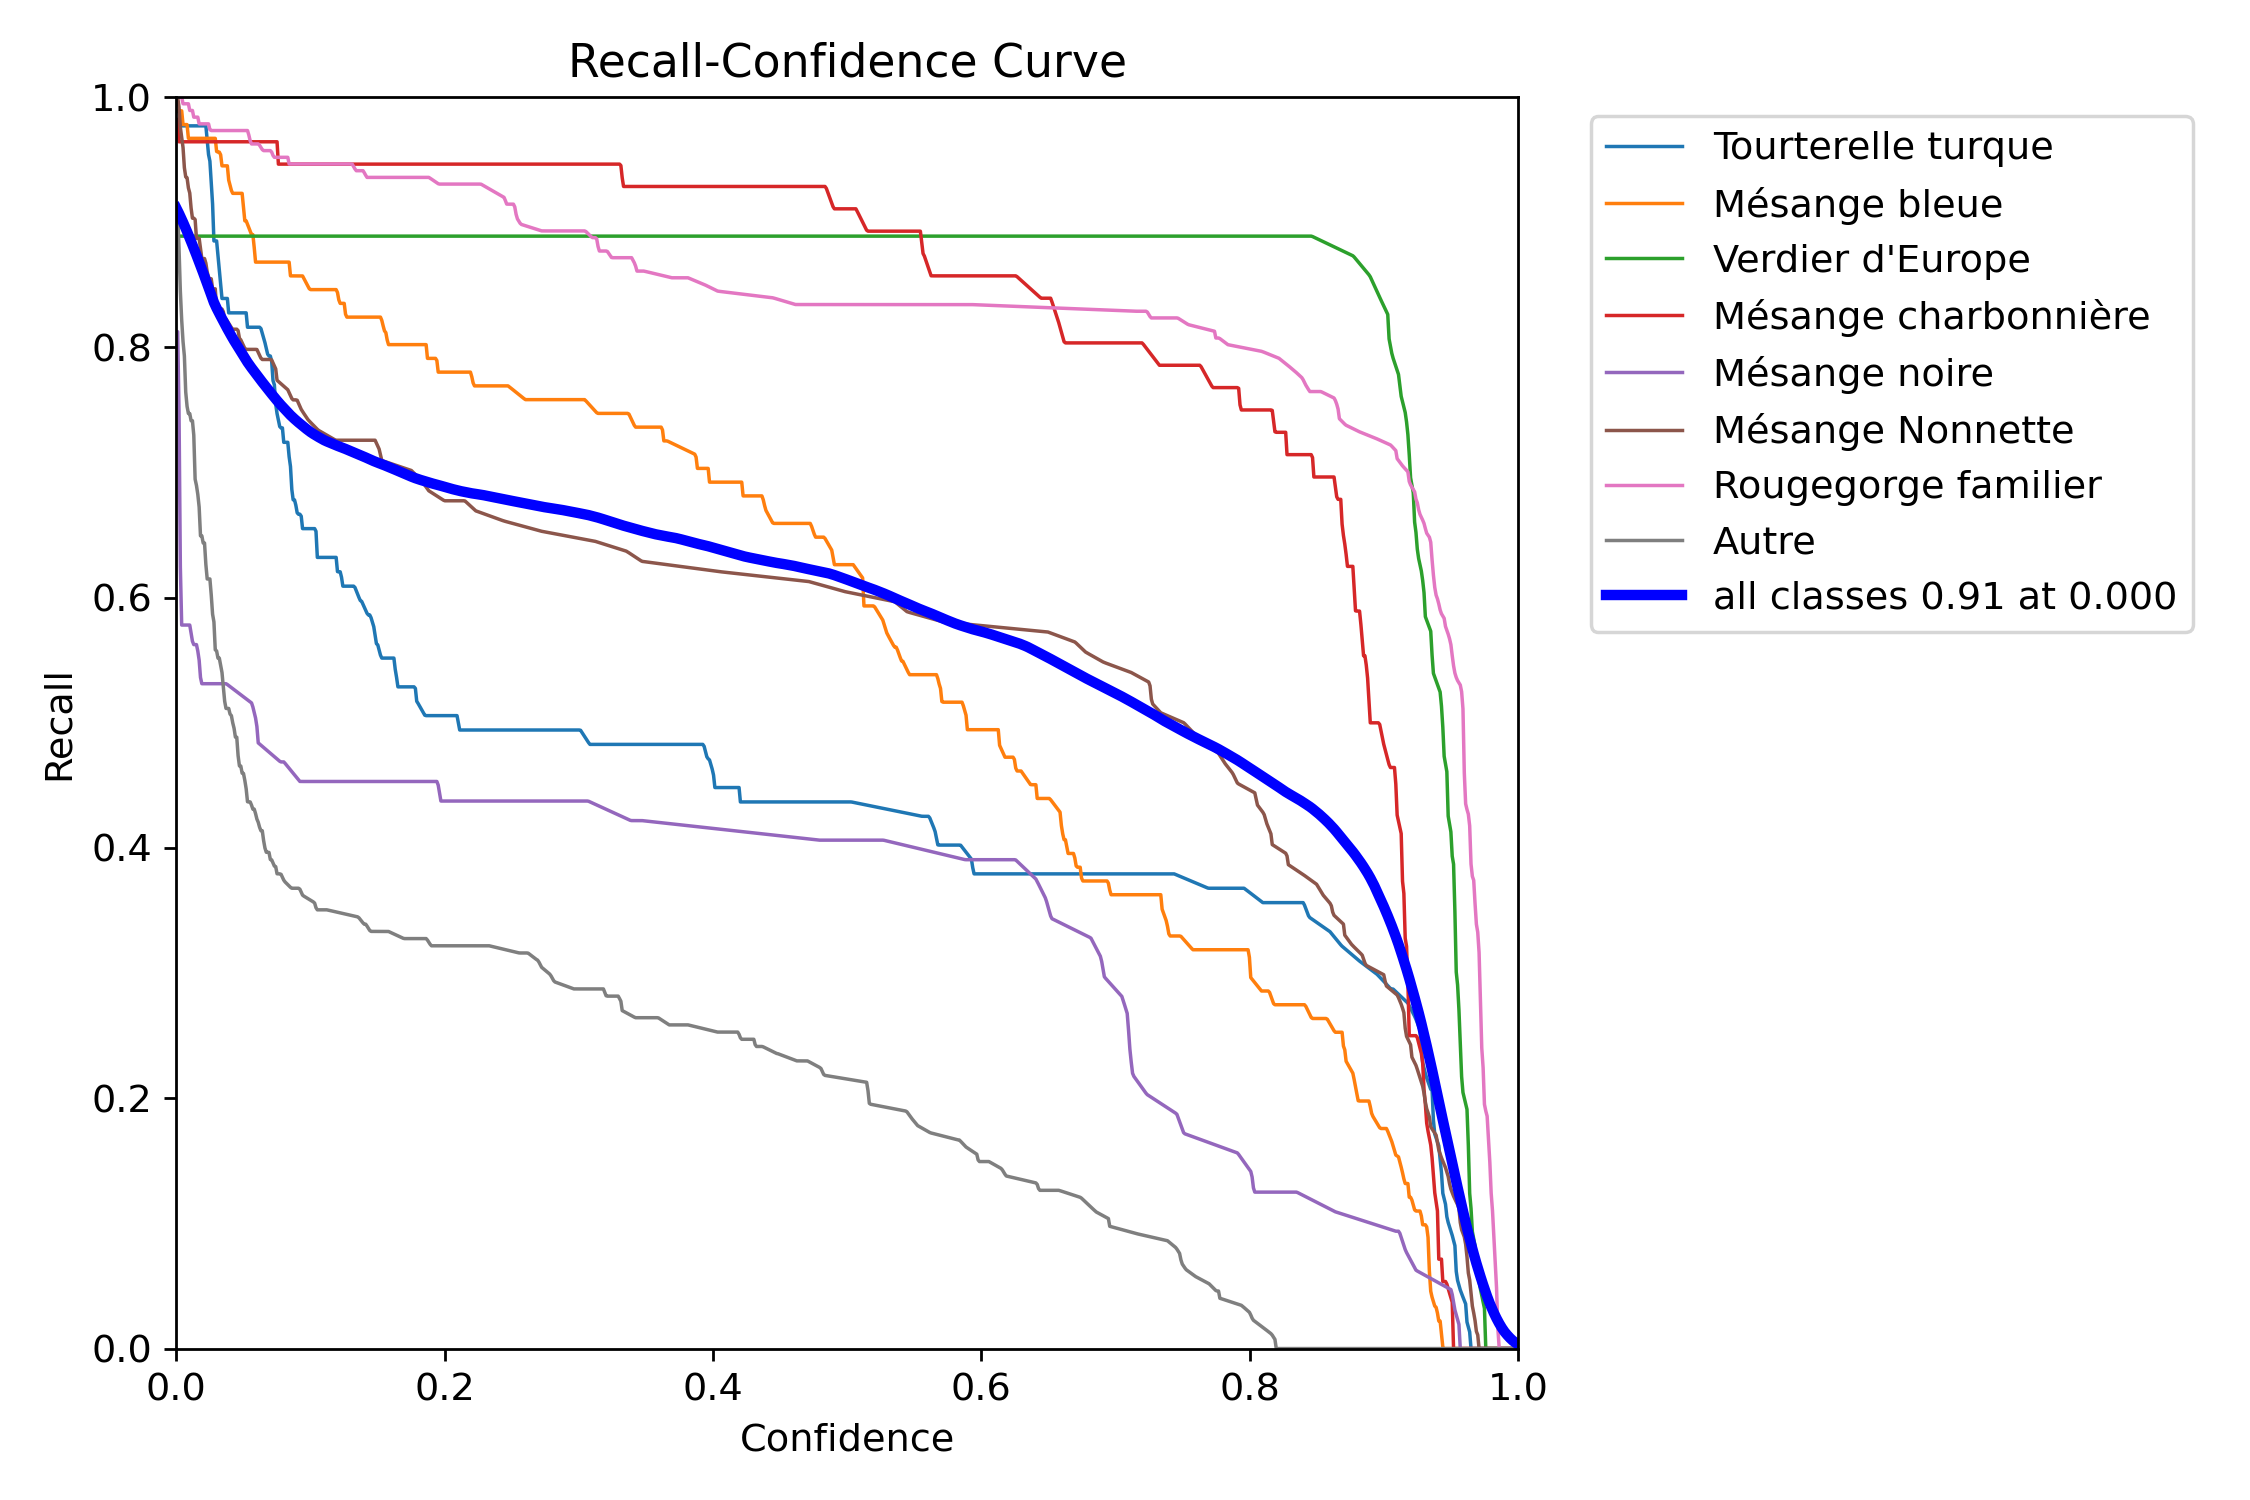 Recall-Confidence Curve
1.0
0.8
0.6
0.4
0.2
0.0
Recall
0.0 0.2 0.4 0.6 0.8 1.0
Confidence
Tourterelle turque
Mésange bleue
Verdier d'Europe
Mésange charbonnière
Mésange noire
Mésange Nonnette
Rougegorge familier
Autre
all classes 0.91 at 0.000